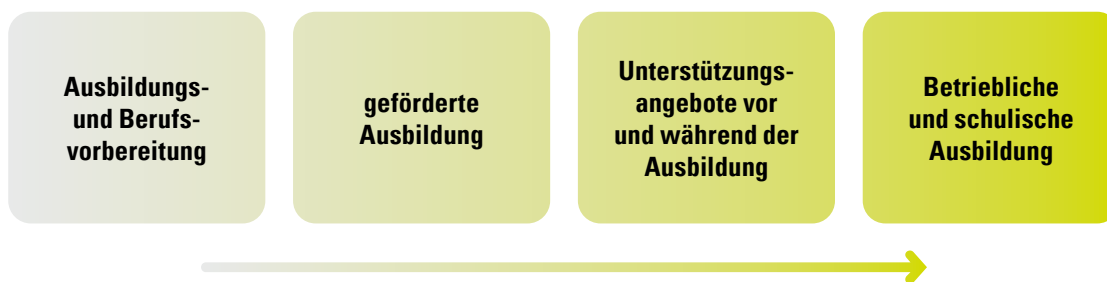 Ausbildungs-
und Berufs-
vorbereitung
geförderte
Ausbildung
Unterstützungs-
angebote vor
und während der
Ausbildung
Betriebliche
und schulische
Ausbildung